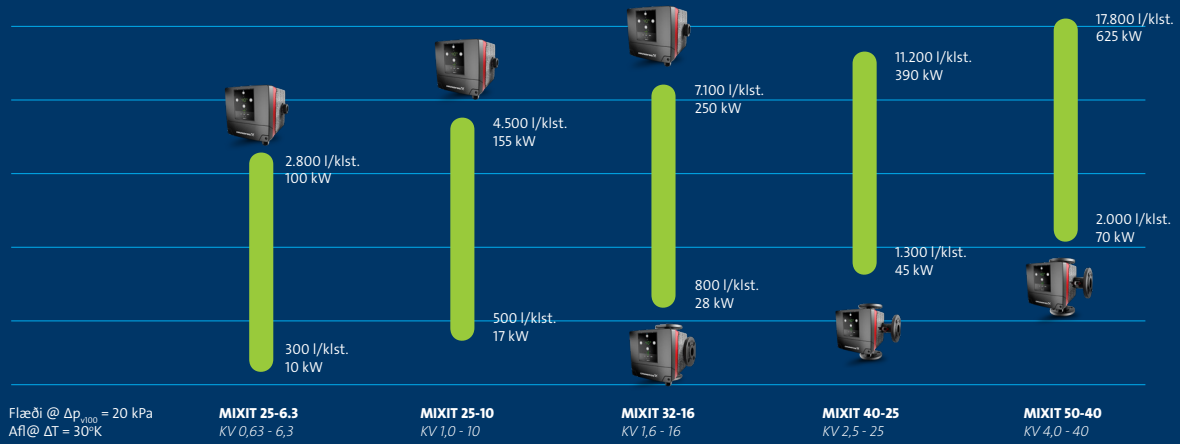 17.800 l/klst.
625 kW
11.200 l/klst.
390 kW
7.100 l/klst.
250 kW
4.500 l/klst.
155 kW
2.800 l/klst.
100 kW
2.000 l/klst.
70 kW
1.300 l/klst.
45 kW
800 l/klst.
28 kW
500 l/klst.
17 kW
300 l/klst.
10 kW
Flæði @ Δpv100 = 20 kPa
Afl@ ΔT = 30°K
MIXIT 25-6.3
KV 0,63 - 6,3
MIXIT 25-10
KV 1,0 - 10
MIXIT 32-16
KV 1,6 - 16
MIXIT 40-25
KV 2,5 - 25
MIXIT 50-40
KV 4,0 - 40